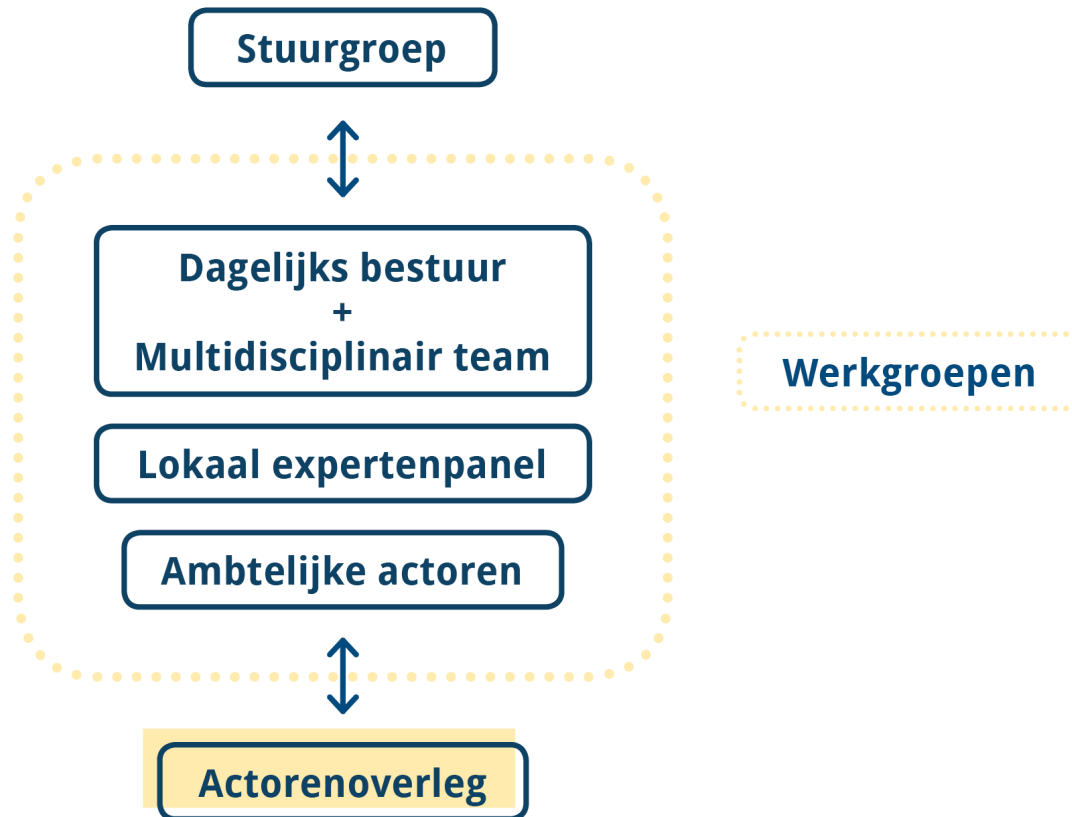 Stuurgroep
Dagelijks bestuur
+
Multidisciplinair team
Werkgroepen
Lokaal expertenpanel
Ambtelijke actoren
Actorenoverleg